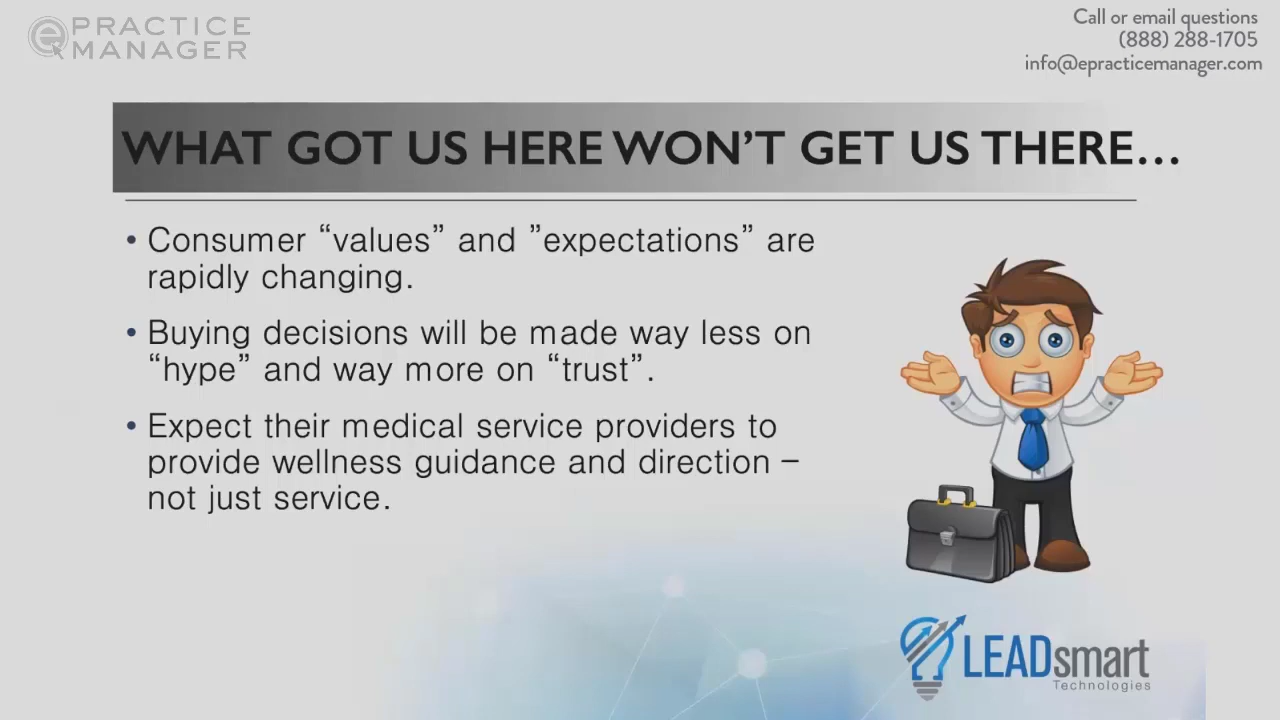 ePRACTICE
MANAGER
Call or email questions
(888) 288-1705
info@epracticemanager.com
WHAT GOT US HERE WON’T GET US THERE...
• Consumer “values” and ”expectations” are
rapidly changing.
• Buying decisions will be made way less on
“hype” and way more on “trust”.
• Expect their medical service providers to
provide wellness guidance and direction –
not just service.
LEADsmart
Technologies